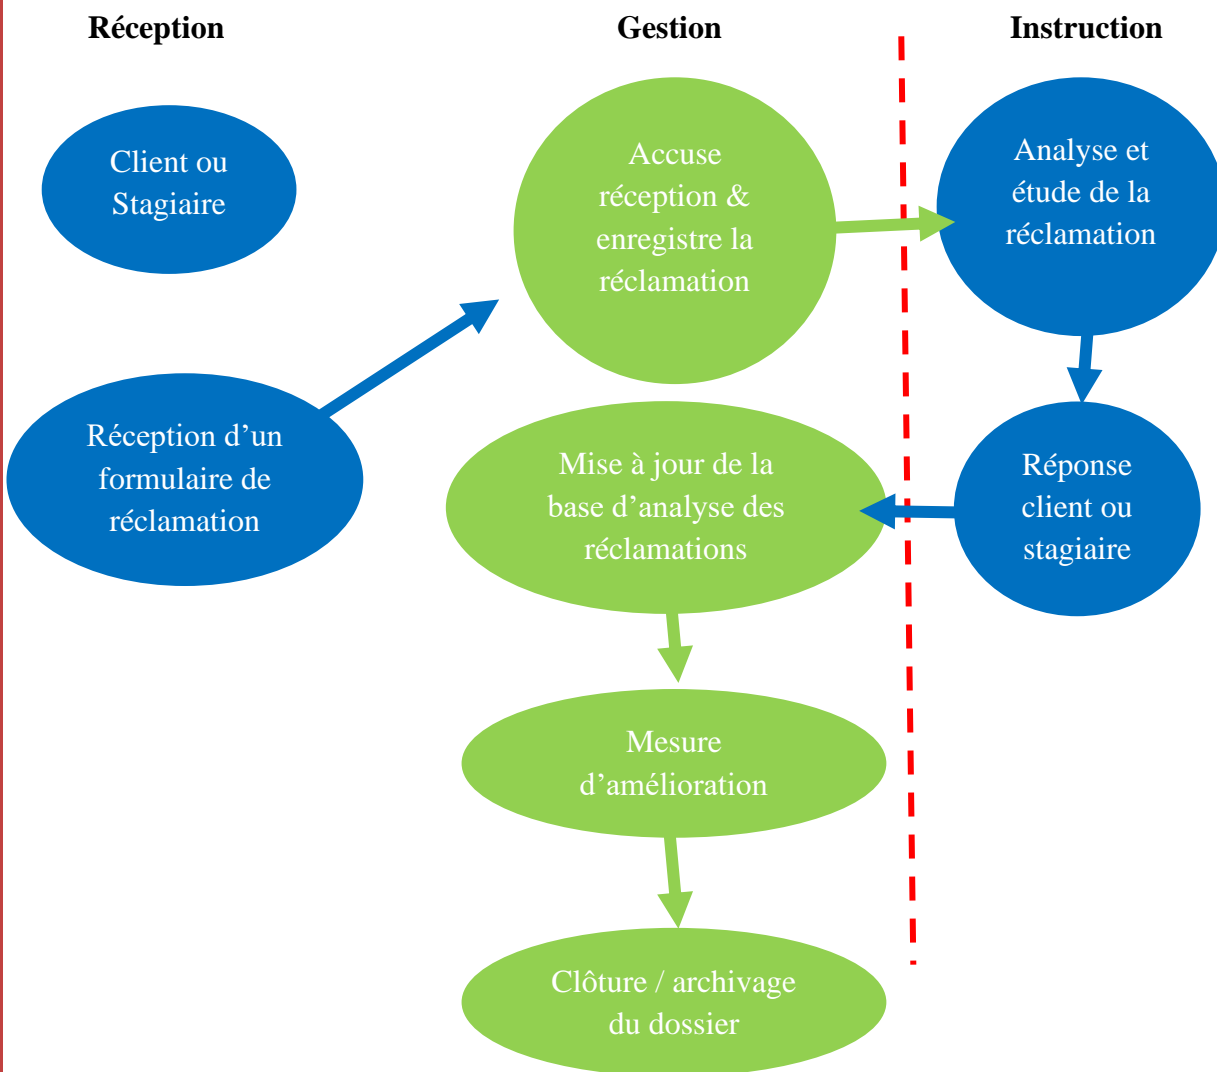 Réception
Gestion
Instruction
Client ou
Stagiaire
Accuse
réception &
enregistre la
réclamation
Analyse et
étude de la
réclamation
Réception d’un
formulaire de
réclamation
Mise à jour de la
base d’analyse des
réclamations
Réponse
client ou
stagiaire
Mesure
d’amélioration
Clôture / archivage
du dossier